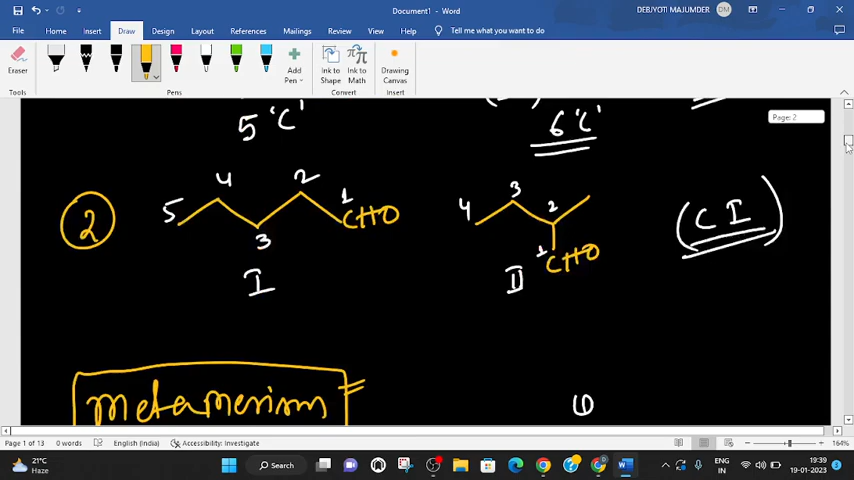 Document1 - Word
DEBJYOTI MAJUMDER
DM
File Home Insert Draw Design Layout References Mailings Review View Help Tell me what you want to do
Eraser
Add Pen
Ink to Shape
Ink to Math
Drawing Canvas
Tools Pens Convert Insert
Page: 2
5 'C'
6 'C'
2
5 4 3 2 1 CHO
4 3 2 1 CHO
(C I)
I
II
metamerism
Page 1 of 13 0 words English (India) Accessibility: Investigate 164%
21°C
Haze
Search
ENG
IN
19:39
19-01-2023